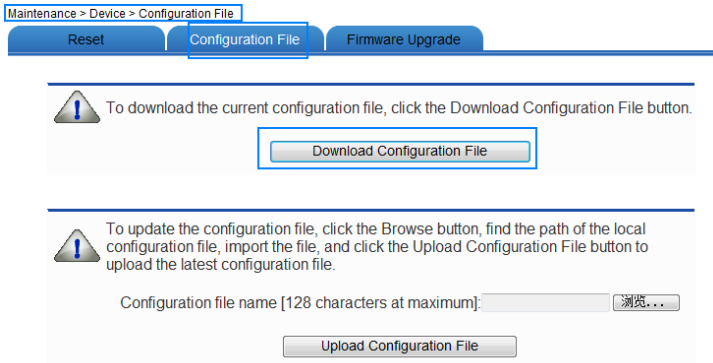 Maintenance > Device > Configuration File
Reset Configuration File Firmware Upgrade
To download the current configuration file, click the Download Configuration File button.
Download Configuration File
To update the configuration file, click the Browse button, find the path of the local
configuration file, import the file, and click the Upload Configuration File button to
upload the latest configuration file.
Configuration file name [128 characters at maximum]: 浏览...
Upload Configuration File